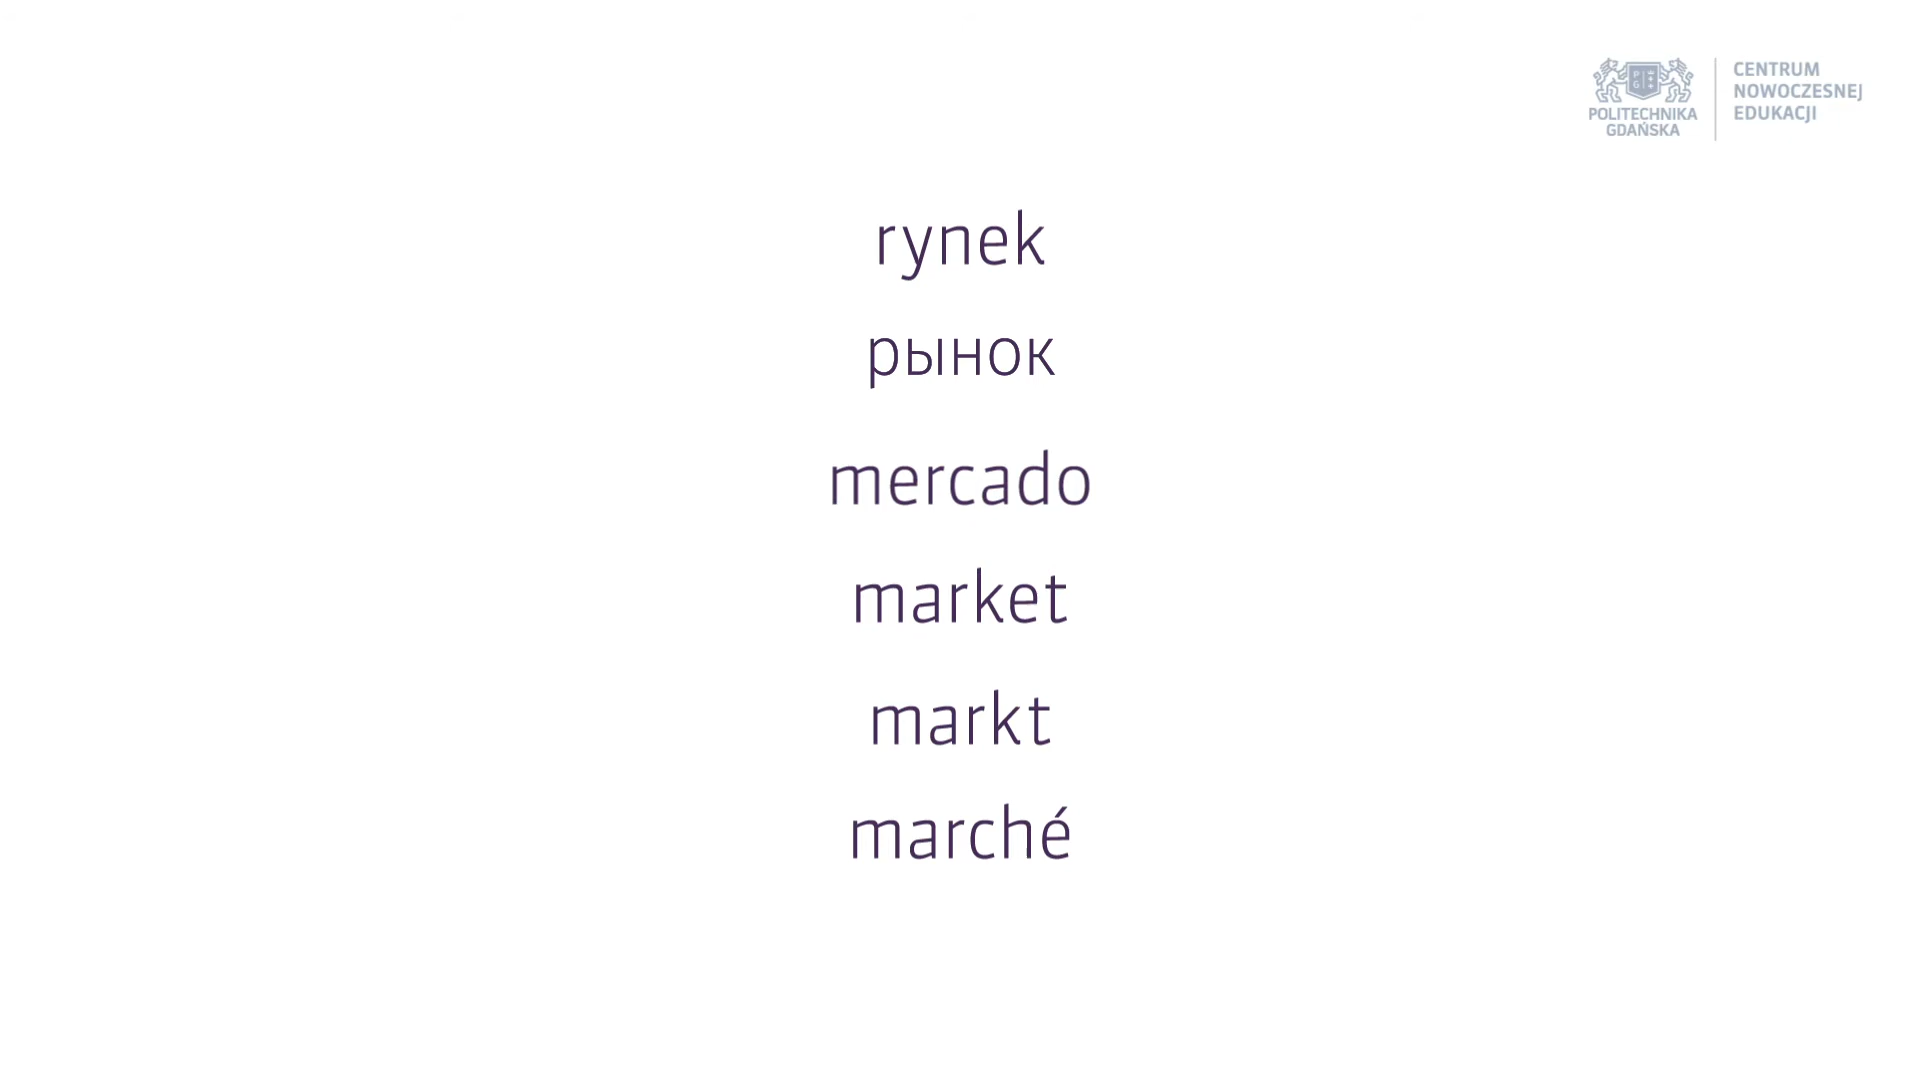 POLITECHNIKA
GDAŃSKA
CENTRUM
NOWOCZESNEJ
EDUKACJI
rynek
рынок
mercado
market
markt
marché